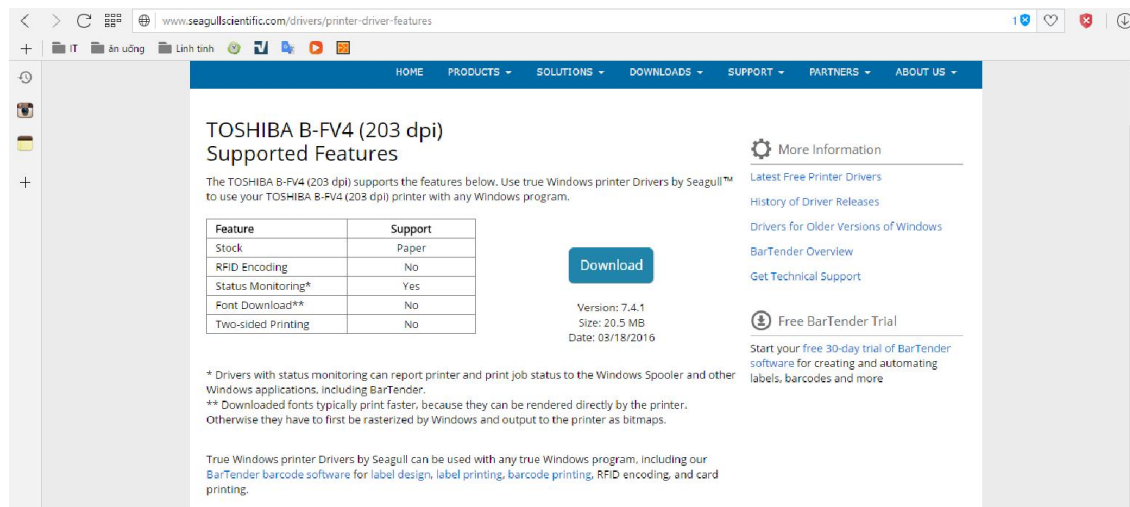 www.seagullscientific.com/drivers/printer-driver-features
1
IT
ăn uống
Linh tinh
HOME
PRODUCTS
SOLUTIONS
DOWNLOADS
SUPPORT
PARTNERS
ABOUT US
TOSHIBA B-FV4 (203 dpi)
Supported Features
The TOSHIBA B-FV4 (203 dpi) supports the features below. Use true Windows printer Drivers by Seagull™
to use your TOSHIBA B-FV4 (203 dpi) printer with any Windows program.
Feature Support
Stock Paper
RFID Encoding No
Status Monitoring* Yes
Font Download** No
Two-sided Printing No
Download
Version: 7.4.1
Size: 20.5 MB
Date: 03/18/2016
* Drivers with status monitoring can report printer and print job status to the Windows Spooler and other
Windows applications, including BarTender.
** Downloaded fonts typically print faster, because they can be rendered directly by the printer.
Otherwise they have to first be rasterized by Windows and output to the printer as bitmaps.
True Windows printer Drivers by Seagull can be used with any true Windows program, including our
BarTender barcode software for label design, label printing, barcode printing, RFID encoding, and card
printing.
More Information
Latest Free Printer Drivers
History of Driver Releases
Drivers for Older Versions of Windows
BarTender Overview
Get Technical Support
Free BarTender Trial
Start your free 30-day trial of BarTender
software for creating and automating
labels, barcodes and more